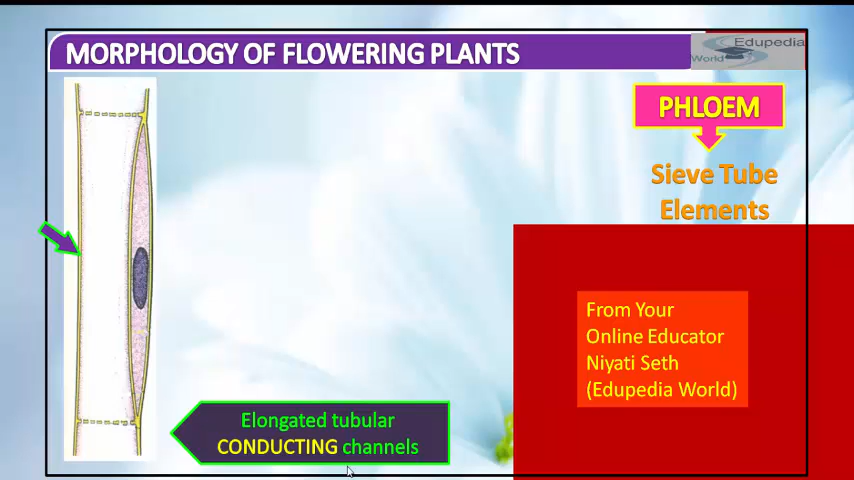 MORPHOLOGY OF FLOWERING PLANTS
Edupedia
World
PHLOEM
Sieve Tube
Elements
From Your
Online Educator
Niyati Seth
(Edupedia World)
Elongated tubular
CONDUCTING channels